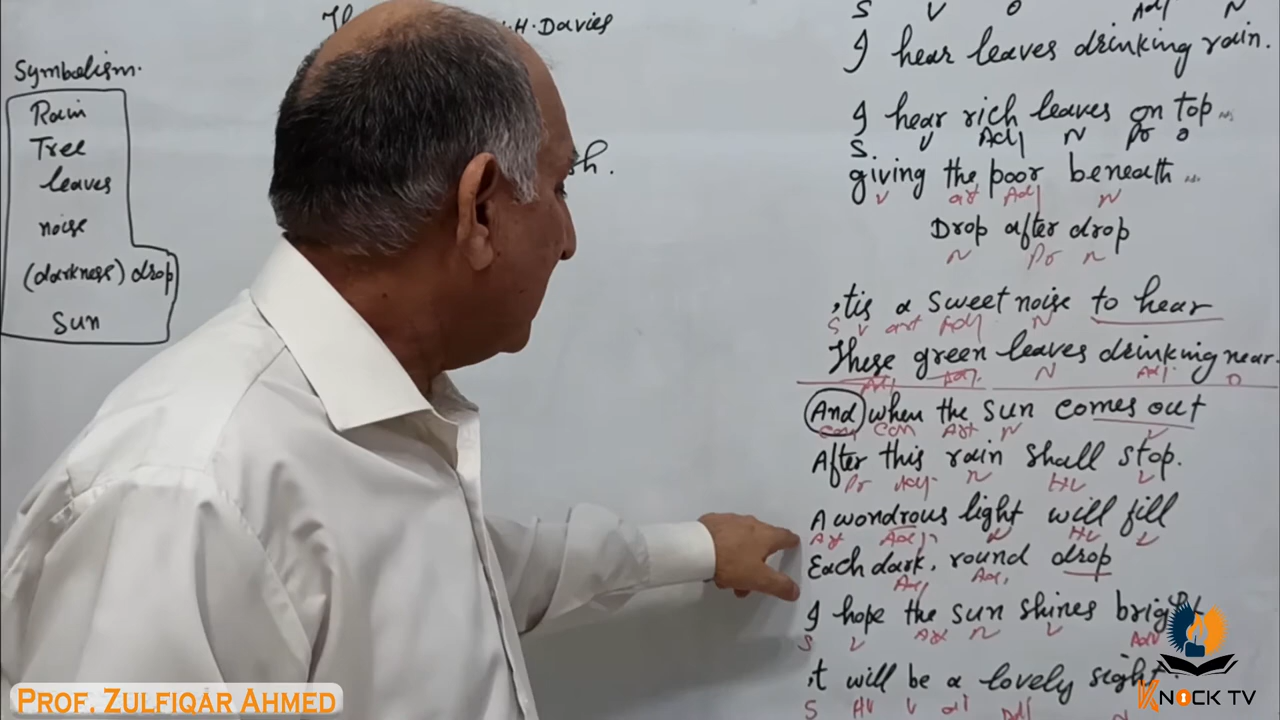 .H. Davies
Symbolism.
Rain
Tree
leaves
noise
(darkness) drop
Sun
sh.
S V O Adj N
I hear leaves drinking rain.
I hear rich leaves on top
S. V Adj N Pr O
giving the poor beneath
V art Adj N
Drop after drop
N Pr N
'tis a sweet noise to hear
S V art Adj N
These green leaves drinking near.
Adj Adj. N Adj O
And when the sun comes out
Con Con Art N V
After this rain shall stop.
Pr Adj. N HV V
A wondrous light will fill
Art Adj N HV V
Each dark, round drop
Adj Adj
I hope the sun shines bright
S V Art N V Adv
it will be a lovely sight.
S HV V art Adj
PROF. ZULFIQAR AHMED
KNOCK TV